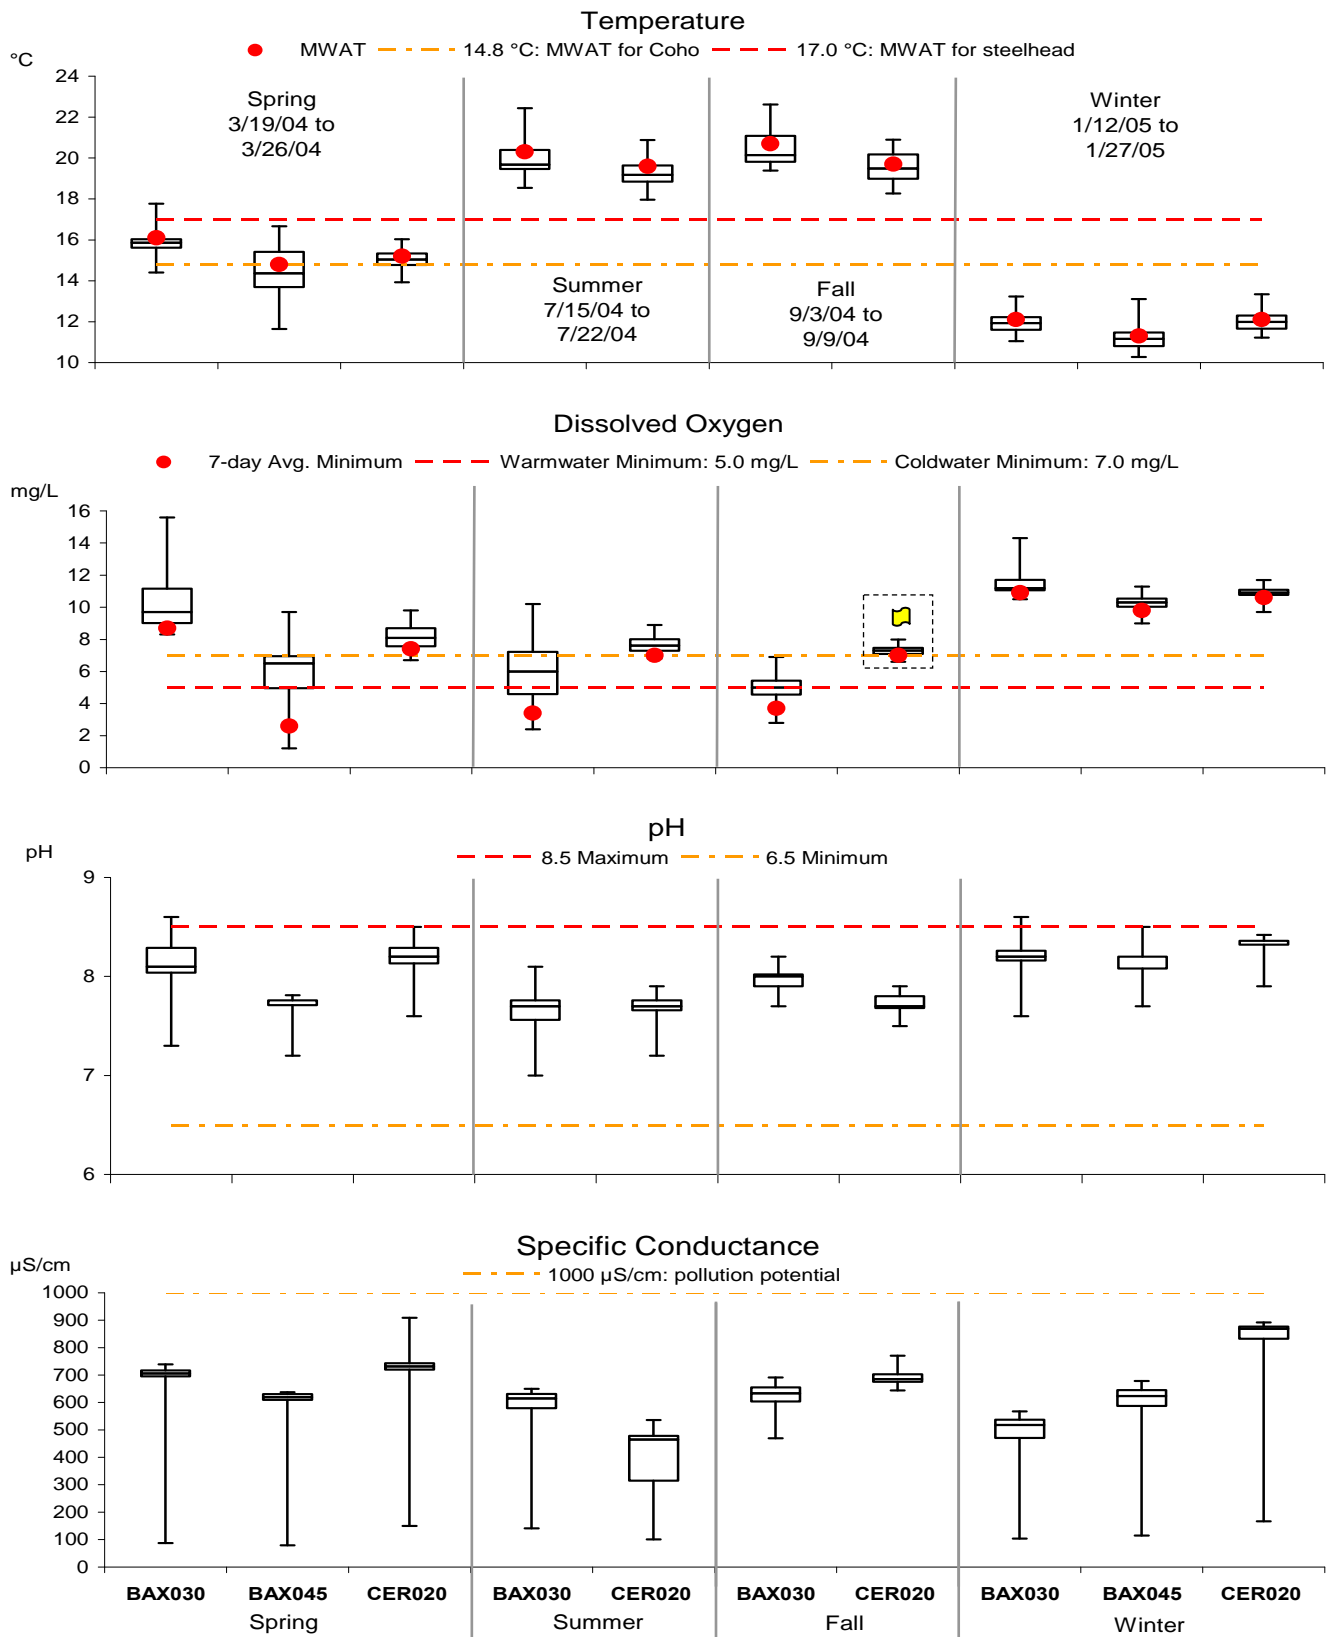 Temperature
MWAT 14.8 °C: MWAT for Coho 17.0 °C: MWAT for steelhead
°C
24
22
20
18
16
14
12
10
Spring
3/19/04 to
3/26/04
Summer
7/15/04 to
7/22/04
Fall
9/3/04 to
9/9/04
Winter
1/12/05 to
1/27/05
Dissolved Oxygen
7-day Avg. Minimum Warmwater Minimum: 5.0 mg/L Coldwater Minimum: 7.0 mg/L
mg/L
16
14
12
10
8
6
4
2
0
pH
8.5 Maximum 6.5 Minimum
pH
9
8
7
6
Specific Conductance
1000 µS/cm: pollution potential
µS/cm
1000
900
800
700
600
500
400
300
200
100
0
BAX030 BAX045 CER020 BAX030 CER020 BAX030 CER020 BAX030 BAX045 CER020
Spring Summer Fall Winter